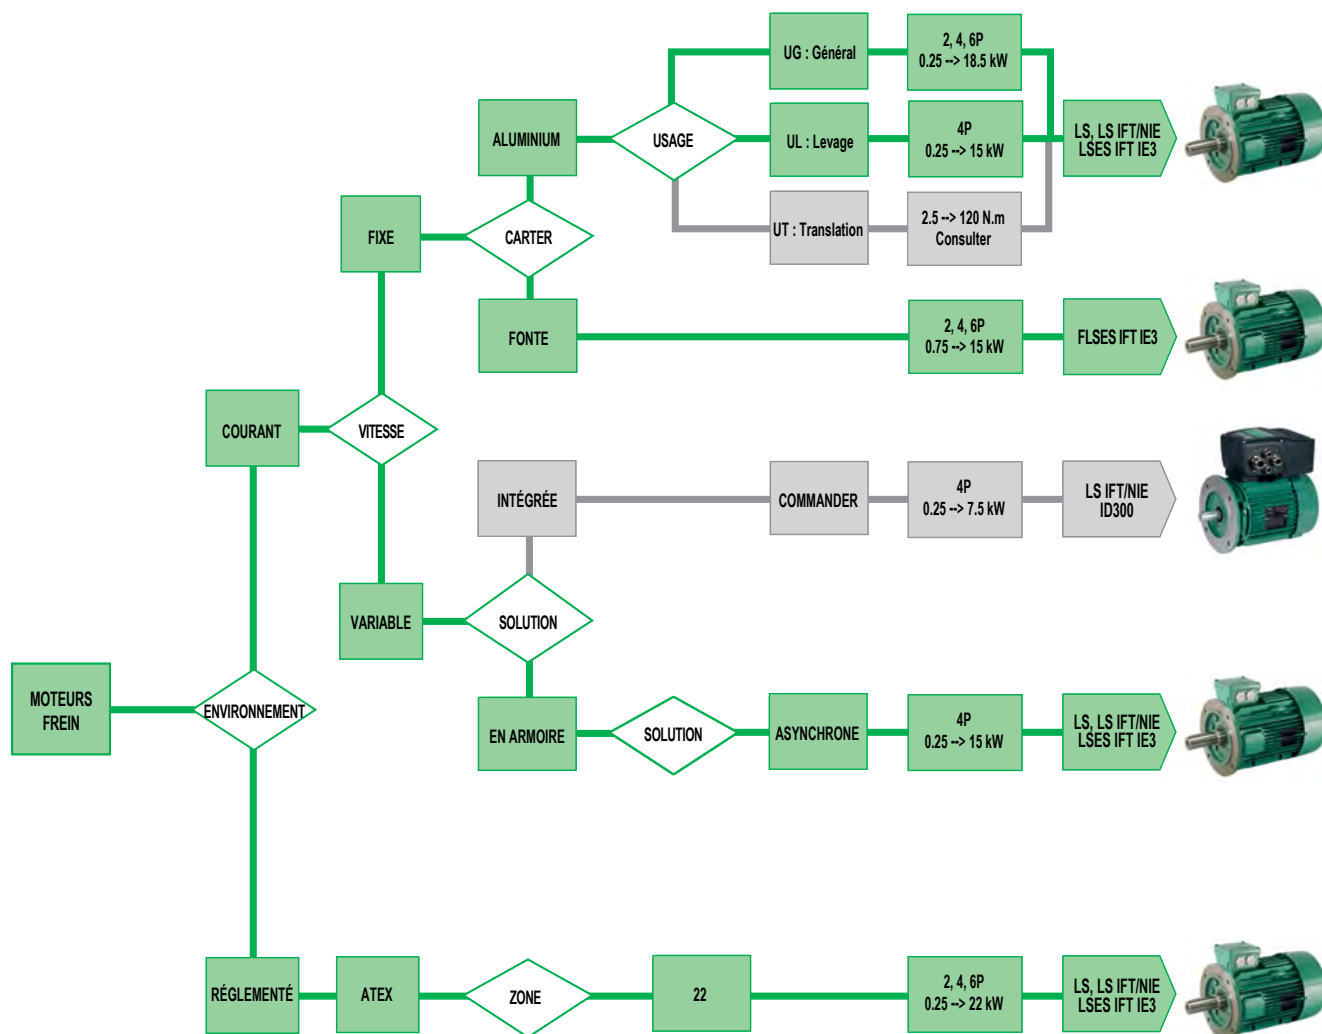 UG : Général
2, 4, 6P
0.25 --> 18.5 kW
ALUMINIUM
USAGE
UL : Levage
4P
0.25 --> 15 kW
LS, LS IFT/NIE
LSES IFT IE3
FIXE
CARTER
UT : Translation
2.5 --> 120 N.m
Consulter
FONTE
2, 4, 6P
0.75 --> 15 kW
FLSES IFT IE3
COURANT
VITESSE
INTÉGRÉE
COMMANDER
4P
0.25 --> 7.5 kW
LS IFT/NIE
ID300
VARIABLE
SOLUTION
MOTEURS
FREIN
ENVIRONNEMENT
EN ARMOIRE
SOLUTION
ASYNCHRONE
4P
0.25 --> 15 kW
LS, LS IFT/NIE
LSES IFT IE3
RÉGLEMENTÉ
ATEX
ZONE
22
2, 4, 6P
0.25 --> 22 kW
LS, LS IFT/NIE
LSES IFT IE3